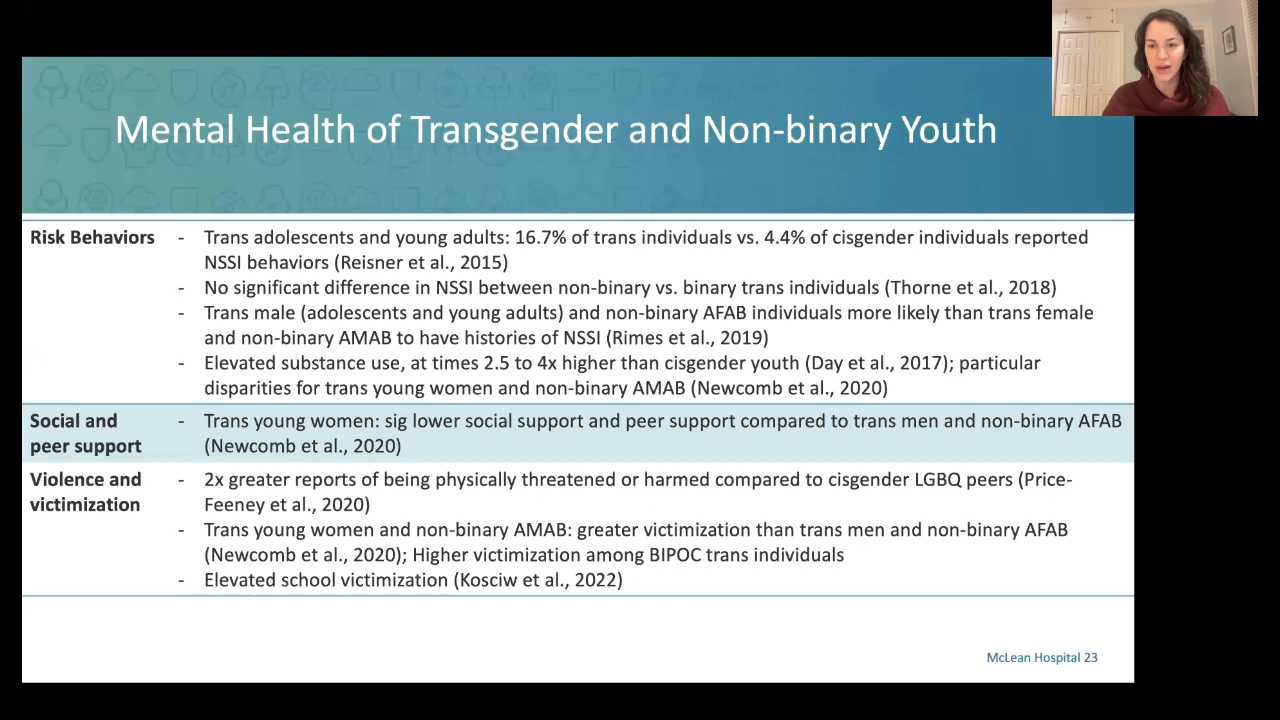 Mental Health of Transgender and Non-binary Youth
Risk Behaviors - Trans adolescents and young adults: 16.7% of trans individuals vs. 4.4% of cisgender individuals reported
NSSI behaviors (Reisner et al., 2015)
- No significant difference in NSSI between non-binary vs. binary trans individuals (Thorne et al., 2018)
- Trans male (adolescents and young adults) and non-binary AFAB individuals more likely than trans female
and non-binary AMAB to have histories of NSSI (Rimes et al., 2019)
- Elevated substance use, at times 2.5 to 4x higher than cisgender youth (Day et al., 2017); particular
disparities for trans young women and non-binary AMAB (Newcomb et al., 2020)
Social and
peer support
- Trans young women: sig lower social support and peer support compared to trans men and non-binary AFAB
(Newcomb et al., 2020)
Violence and
victimization
- 2x greater reports of being physically threatened or harmed compared to cisgender LGBQ peers (Price-
Feeney et al., 2020)
- Trans young women and non-binary AMAB: greater victimization than trans men and non-binary AFAB
(Newcomb et al., 2020); Higher victimization among BIPOC trans individuals
- Elevated school victimization (Kosciw et al., 2022)
McLean Hospital 23